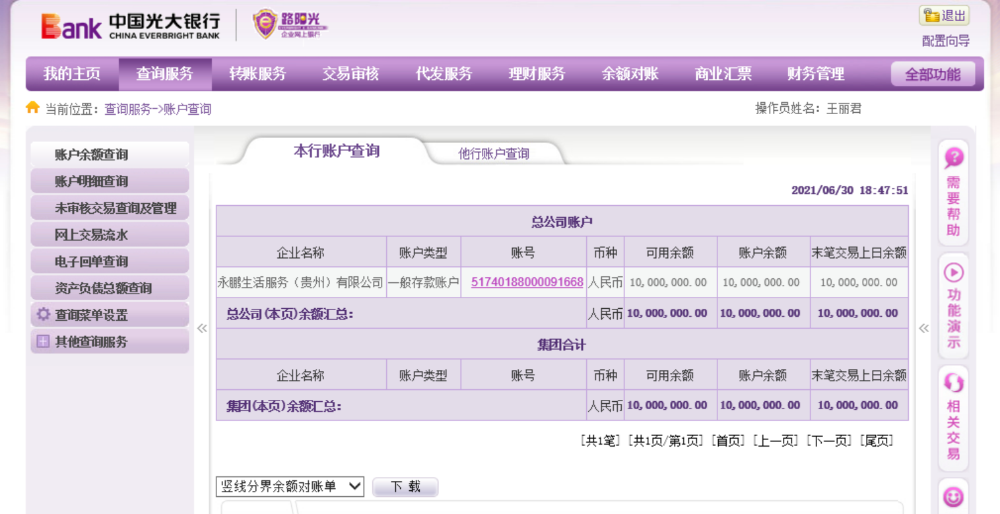 Bank 中国光大银行 CHINA EVERBRIGHT BANK
企业网上银行
退出
配置向导
我的主页 查询服务 转账服务 交易审核 代发服务 理财服务 余额对账 商业汇票 财务管理 全部功能
当前位置：查询服务->账户查询 操作员姓名：王丽君
账户余额查询
账户明细查询
未审核交易查询及管理
网上交易流水
电子回单查询
资产负债总额查询
查询菜单设置
其他查询服务
本行账户查询 他行账户查询
2021/06/30 18:47:51
总公司账户
企业名称 账户类型 账号 币种 可用余额 账户余额 末笔交易上日余额
永鹏生活服务（贵州）有限公司 一般存款账户 51740188000091668 人民币 10,000,000.00 10,000,000.00 10,000,000.00
总公司(本页)余额汇总: 人民币 10,000,000.00 10,000,000.00 10,000,000.00
集团合计
企业名称 账户类型 账号 币种 可用余额 账户余额 末笔交易上日余额
集团(本页)余额汇总: 人民币 10,000,000.00 10,000,000.00 10,000,000.00
[共1笔] [共1页/第1页] [首页] [上一页] [下一页] [尾页]
竖线分界余额对账单 下 载
需要帮助
功能演示
相关交易